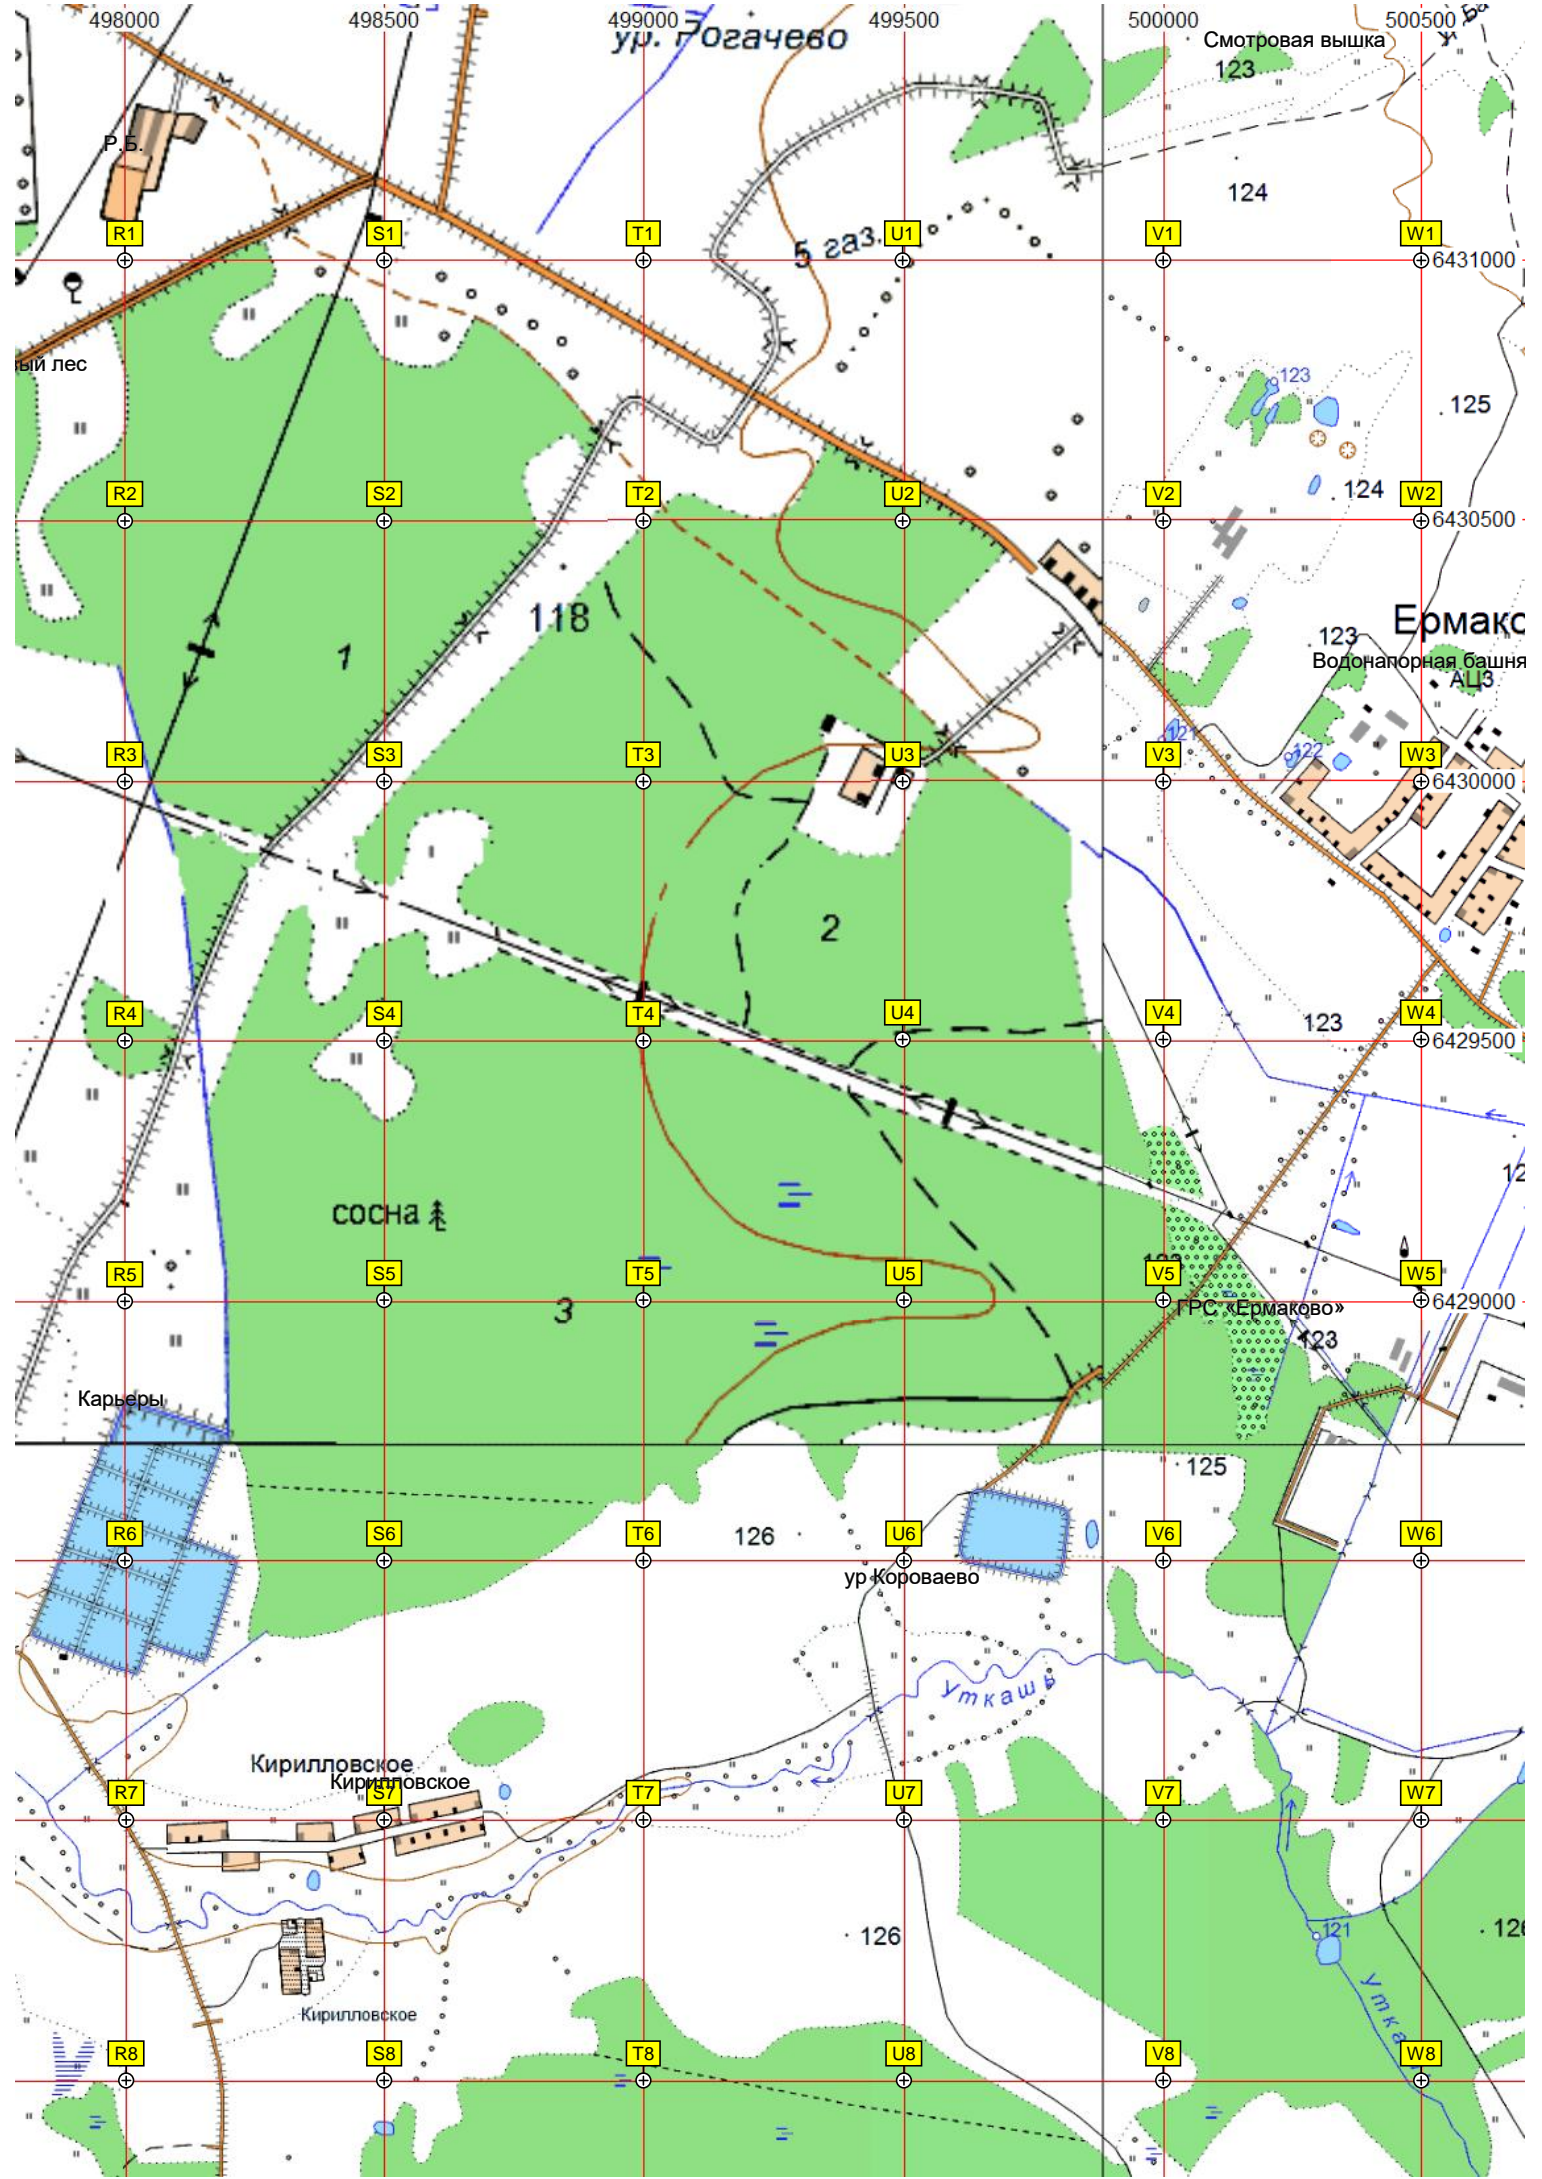 498000 498500 499000 499500 500000 500500
ур. Рогачево
Смотровая вышка
123
Р.Б.
124
5 газ.
R1 S1 T1 U1 V1 W1
6431000
ый лес
123
125
124
R2 S2 T2 U2 V2 W2
6430500
118
1
123
Ермако
Водонапорная башня
АЦЗ
121
122
R3 S3 T3 U3 V3 W3
6430000
2
123
R4 S4 T4 U4 V4 W4
6429500
12
сосна
R5 S5 T5 U5 V5 W5
6429000
ГРС «Ермаково»
3
123
Карьеры
125
126
R6 S6 T6 U6 V6 W6
ур Короваево
Уткашь
Кирилловское
Кирилловское
R7 S7 T7 U7 V7 W7
126
121
126
Утка
Кирилловское
R8 S8 T8 U8 V8 W8